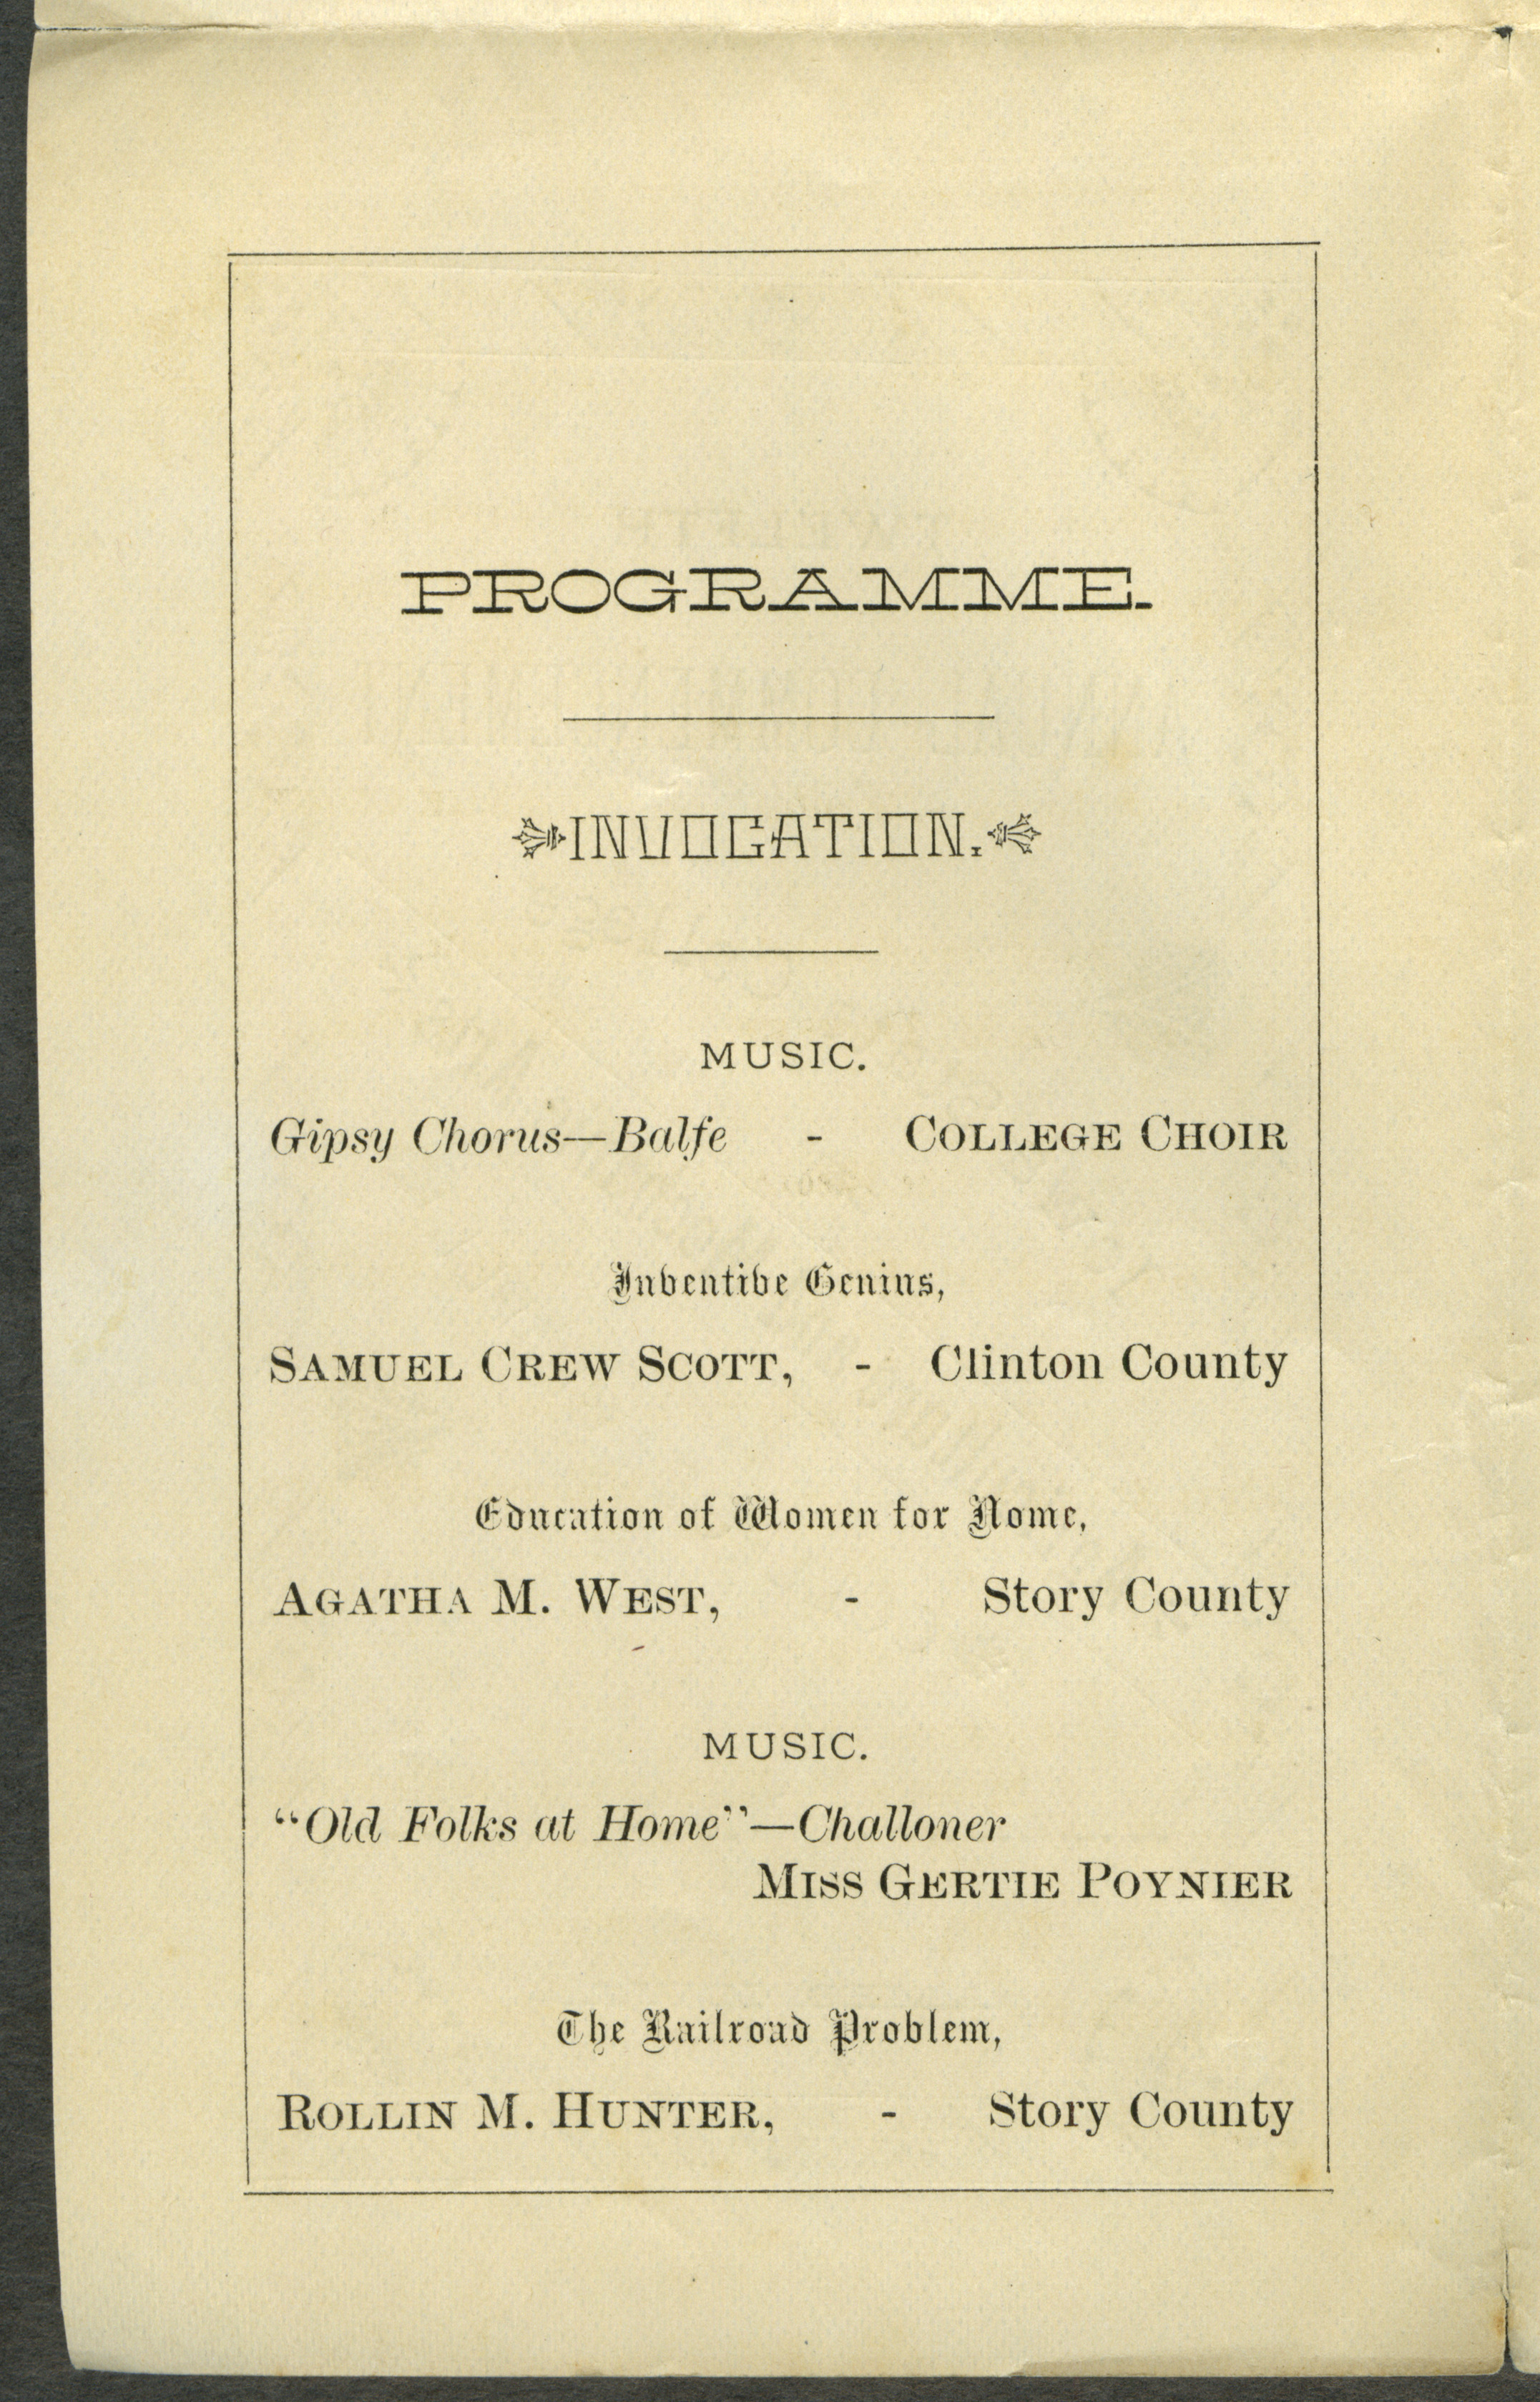 PROGRAMME.
INVOCATION.
MUSIC.
Gipsy Chorus—Balfe - COLLEGE CHOIR
Inventive Genius,
SAMUEL CREW SCOTT, - Clinton County
Education of Women for Home,
AGATHA M. WEST, - Story County
MUSIC.
“Old Folks at Home”—Challoner
MISS GERTIE POYNIER
The Railroad Problem,
ROLLIN M. HUNTER, - Story County